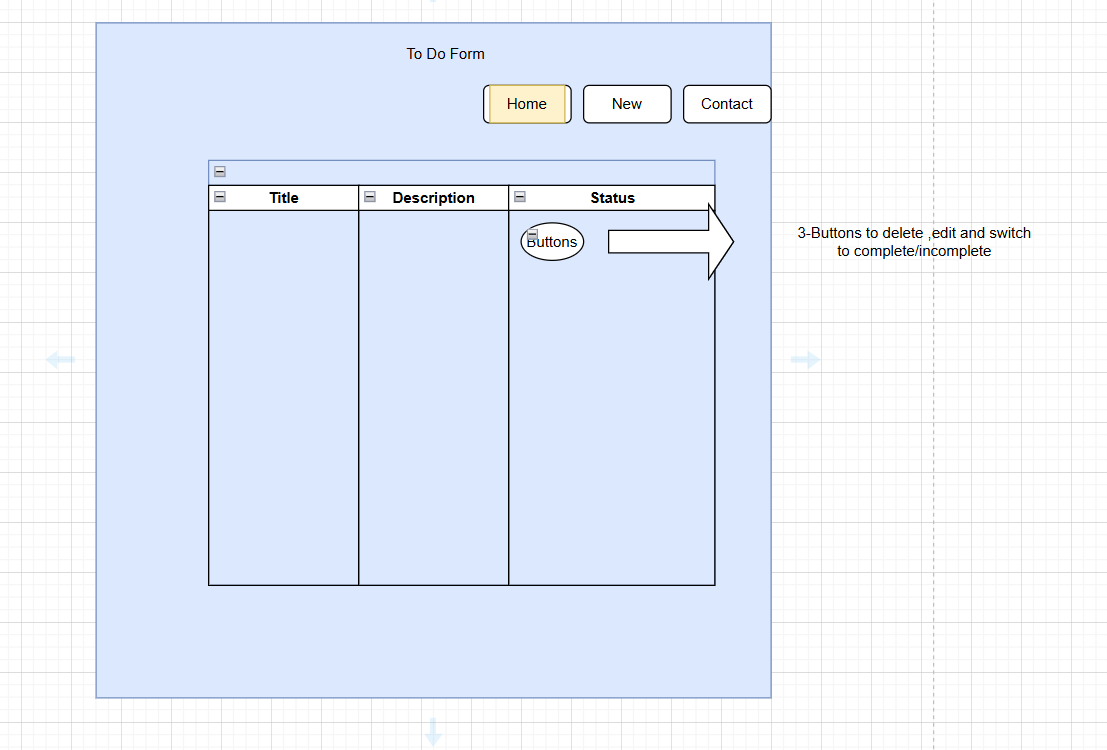 To Do Form
Home
New
Contact
Title
Description
Status
Buttons
3-Buttons to delete ,edit and switch
to complete/incomplete